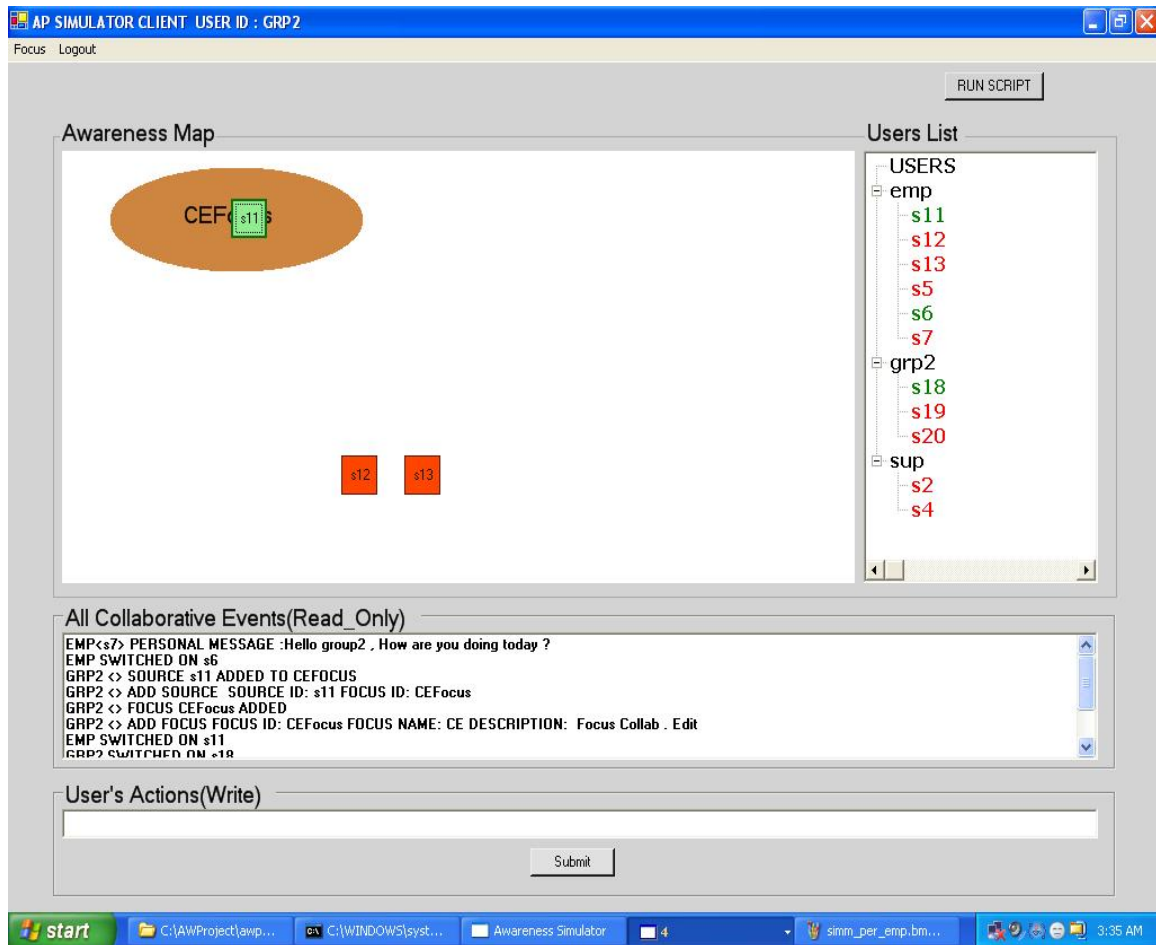 AP SIMULATOR CLIENT USER ID : GRP2
Focus Logout
RUN SCRIPT
Awareness Map
Users List
s11
s12 s13
USERS
emp
s11
s12
s13
s5
s6
s7
grp2
s18
s19
s20
sup
s2
s4
All Collaborative Events(Read_Only)
EMP<s7> PERSONAL MESSAGE :Hello group2 , How are you doing today ?
EMP SWITCHED ON s6
GRP2 <> SOURCE s11 ADDED TO CEFOCUS
GRP2 <> ADD SOURCE SOURCE ID: s11 FOCUS ID: CEFocus
GRP2 <> FOCUS CEFocus ADDED
GRP2 <> ADD FOCUS FOCUS ID: CEFocus FOCUS NAME: CE DESCRIPTION: Focus Collab . Edit
EMP SWITCHED ON s11
GRP2 SWITCHED ON s18
User's Actions(Write)
Submit
start C:\AWProject\awp... C:\WINDOWS\syst... Awareness Simulator 4 simm_per_emp.bm... 3:35 AM